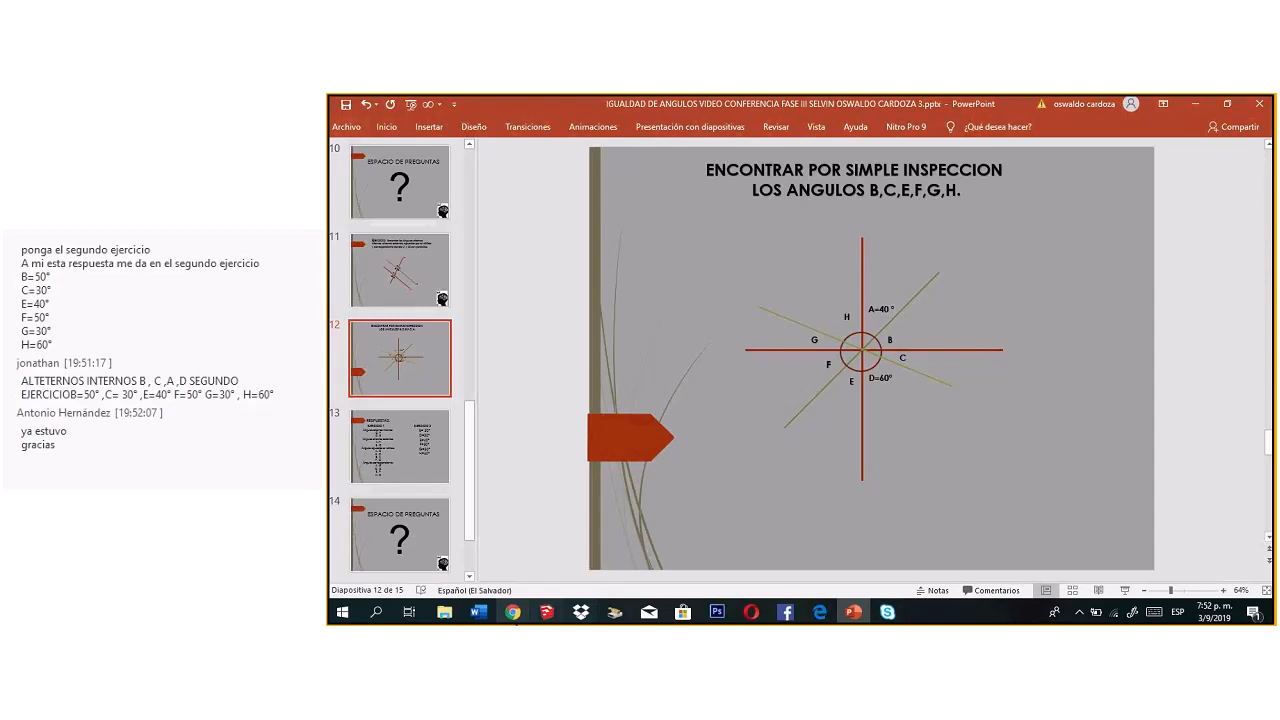 ponga el segundo ejercicio
A mi esta respuesta me da en el segundo ejercicio
B=50°
C=30°
E=40°
F=50°
G=30°
H=60°
jonathan [19:51:17]
ALTETERNOS INTERNOS B , C ,A ,D SEGUNDO
EJERCICIOB=50° ,C= 30° ,E=40° F=50° G=30° , H=60°
Antonio Hernández [19:52:07]
ya estuvo
gracias
IGUALDAD DE ANGULOS VIDEO CONFERENCIA FASE III SELVIN OSWALDO CARDOZA 3.pptx - PowerPoint
oswaldo cardoza
Archivo Inicio Insertar Diseño Transiciones Animaciones Presentación con diapositivas Revisar Vista Ayuda Nitro Pro 9 ¿Qué desea hacer? Compartir
10
ESPACIO DE PREGUNTAS
?
11
12
13
14
ESPACIO DE PREGUNTAS
?
ENCONTRAR POR SIMPLE INSPECCION
LOS ANGULOS B,C,E,F,G,H.
H A=40 °
G B
C
F
E D=60°
Diapositiva 12 de 15 Español (El Salvador) Notas Comentarios 64%
ESP
7:52 p. m.
3/9/2019